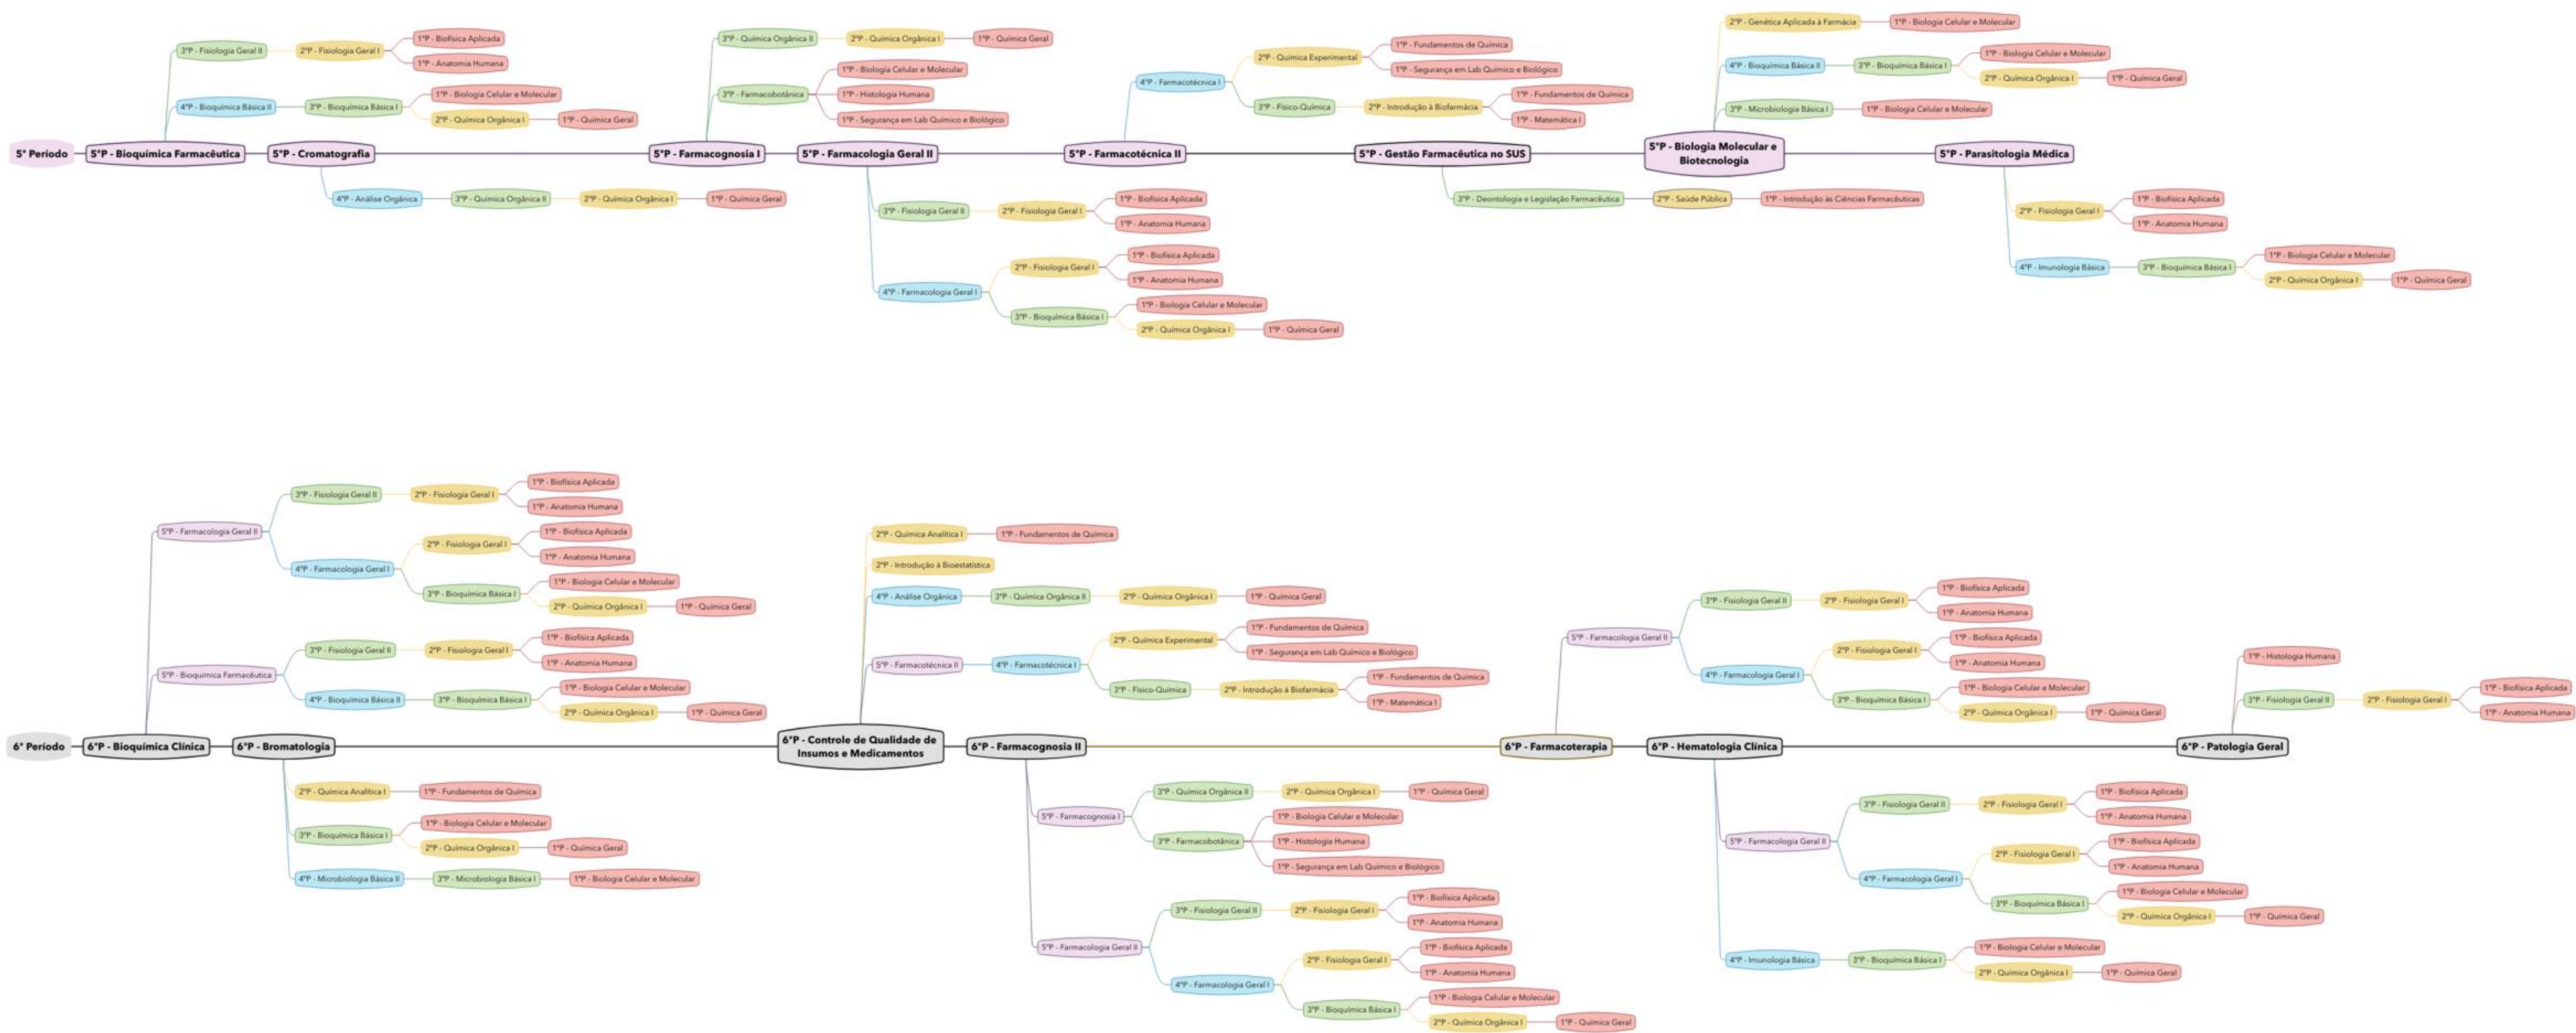 5° Período
5°P - Bioquímica Farmacêutica
3°P - Fisiologia Geral II
2°P - Fisiologia Geral I
1°P - Biofísica Aplicada
1°P - Anatomia Humana
4°P - Bioquímica Básica II
3°P - Bioquímica Básica I
1°P - Biologia Celular e Molecular
2°P - Química Orgânica I
1°P - Química Geral
5°P - Cromatografia
4°P - Análise Orgânica
3°P - Química Orgânica II
2°P - Química Orgânica I
1°P - Química Geral
5°P - Farmacognosia I
3°P - Química Orgânica II
2°P - Química Orgânica I
1°P - Química Geral
3°P - Farmacobotânica
1°P - Biologia Celular e Molecular
1°P - Histologia Humana
1°P - Segurança em Lab Químico e Biológico
5°P - Farmacologia Geral II
3°P - Fisiologia Geral II
2°P - Fisiologia Geral I
1°P - Biofísica Aplicada
1°P - Anatomia Humana
4°P - Farmacologia Geral I
2°P - Fisiologia Geral I
1°P - Biofísica Aplicada
1°P - Anatomia Humana
3°P - Bioquímica Básica I
1°P - Biologia Celular e Molecular
2°P - Química Orgânica I
1°P - Química Geral
5°P - Farmacotécnica II
4°P - Farmacotécnica I
2°P - Química Experimental
1°P - Fundamentos de Química
1°P - Segurança em Lab Químico e Biológico
3°P - Físico-Química
2°P - Introdução à Biofarmácia
1°P - Fundamentos de Química
1°P - Matemática I
5°P - Gestão Farmacêutica no SUS
3°P - Deontologia e Legislação Farmacêutica
2°P - Saúde Pública
1°P - Introdução às Ciências Farmacêuticas
5°P - Biologia Molecular e
Biotecnologia
2°P - Genética Aplicada à Farmácia
1°P - Biologia Celular e Molecular
4°P - Bioquímica Básica II
3°P - Bioquímica Básica I
1°P - Biologia Celular e Molecular
2°P - Química Orgânica I
1°P - Química Geral
3°P - Microbiologia Básica I
1°P - Biologia Celular e Molecular
5°P - Parasitologia Médica
2°P - Fisiologia Geral I
1°P - Biofísica Aplicada
1°P - Anatomia Humana
4°P - Imunologia Básica
3°P - Bioquímica Básica I
1°P - Biologia Celular e Molecular
2°P - Química Orgânica I
1°P - Química Geral
6° Período
6°P - Bioquímica Clínica
5°P - Farmacologia Geral II
3°P - Fisiologia Geral II
2°P - Fisiologia Geral I
1°P - Biofísica Aplicada
1°P - Anatomia Humana
4°P - Farmacologia Geral I
2°P - Fisiologia Geral I
1°P - Biofísica Aplicada
1°P - Anatomia Humana
3°P - Bioquímica Básica I
1°P - Biologia Celular e Molecular
2°P - Química Orgânica I
1°P - Química Geral
5°P - Bioquímica Farmacêutica
3°P - Fisiologia Geral II
2°P - Fisiologia Geral I
1°P - Biofísica Aplicada
1°P - Anatomia Humana
4°P - Bioquímica Básica II
3°P - Bioquímica Básica I
1°P - Biologia Celular e Molecular
2°P - Química Orgânica I
1°P - Química Geral
6°P - Bromatologia
2°P - Química Analítica I
1°P - Fundamentos de Química
3°P - Bioquímica Básica I
1°P - Biologia Celular e Molecular
2°P - Química Orgânica I
1°P - Química Geral
4°P - Microbiologia Básica II
3°P - Microbiologia Básica I
1°P - Biologia Celular e Molecular
6°P - Controle de Qualidade de
Insumos e Medicamentos
2°P - Química Analítica I
1°P - Fundamentos de Química
2°P - Introdução à Bioestatística
4°P - Análise Orgânica
3°P - Química Orgânica II
2°P - Química Orgânica I
1°P - Química Geral
5°P - Farmacotécnica II
4°P - Farmacotécnica I
2°P - Química Experimental
1°P - Fundamentos de Química
1°P - Segurança em Lab Químico e Biológico
3°P - Físico-Química
2°P - Introdução à Biofarmácia
1°P - Fundamentos de Química
1°P - Matemática I
6°P - Farmacognosia II
5°P - Farmacognosia I
3°P - Química Orgânica II
2°P - Química Orgânica I
1°P - Química Geral
3°P - Farmacobotânica
1°P - Biologia Celular e Molecular
1°P - Histologia Humana
1°P - Segurança em Lab Químico e Biológico
5°P - Farmacologia Geral II
3°P - Fisiologia Geral II
2°P - Fisiologia Geral I
1°P - Biofísica Aplicada
1°P - Anatomia Humana
4°P - Farmacologia Geral I
2°P - Fisiologia Geral I
1°P - Biofísica Aplicada
1°P - Anatomia Humana
3°P - Bioquímica Básica I
1°P - Biologia Celular e Molecular
2°P - Química Orgânica I
1°P - Química Geral
6°P - Farmacoterapia
5°P - Farmacologia Geral II
3°P - Fisiologia Geral II
2°P - Fisiologia Geral I
1°P - Biofísica Aplicada
1°P - Anatomia Humana
4°P - Farmacologia Geral I
2°P - Fisiologia Geral I
1°P - Biofísica Aplicada
1°P - Anatomia Humana
3°P - Bioquímica Básica I
1°P - Biologia Celular e Molecular
2°P - Química Orgânica I
1°P - Química Geral
6°P - Hematologia Clínica
5°P - Farmacologia Geral II
3°P - Fisiologia Geral II
2°P - Fisiologia Geral I
1°P - Biofísica Aplicada
1°P - Anatomia Humana
4°P - Farmacologia Geral I
2°P - Fisiologia Geral I
1°P - Biofísica Aplicada
1°P - Anatomia Humana
3°P - Bioquímica Básica I
1°P - Biologia Celular e Molecular
2°P - Química Orgânica I
1°P - Química Geral
4°P - Imunologia Básica
3°P - Bioquímica Básica I
1°P - Biologia Celular e Molecular
2°P - Química Orgânica I
1°P - Química Geral
6°P - Patologia Geral
1°P - Histologia Humana
3°P - Fisiologia Geral II
2°P - Fisiologia Geral I
1°P - Biofísica Aplicada
1°P - Anatomia Humana